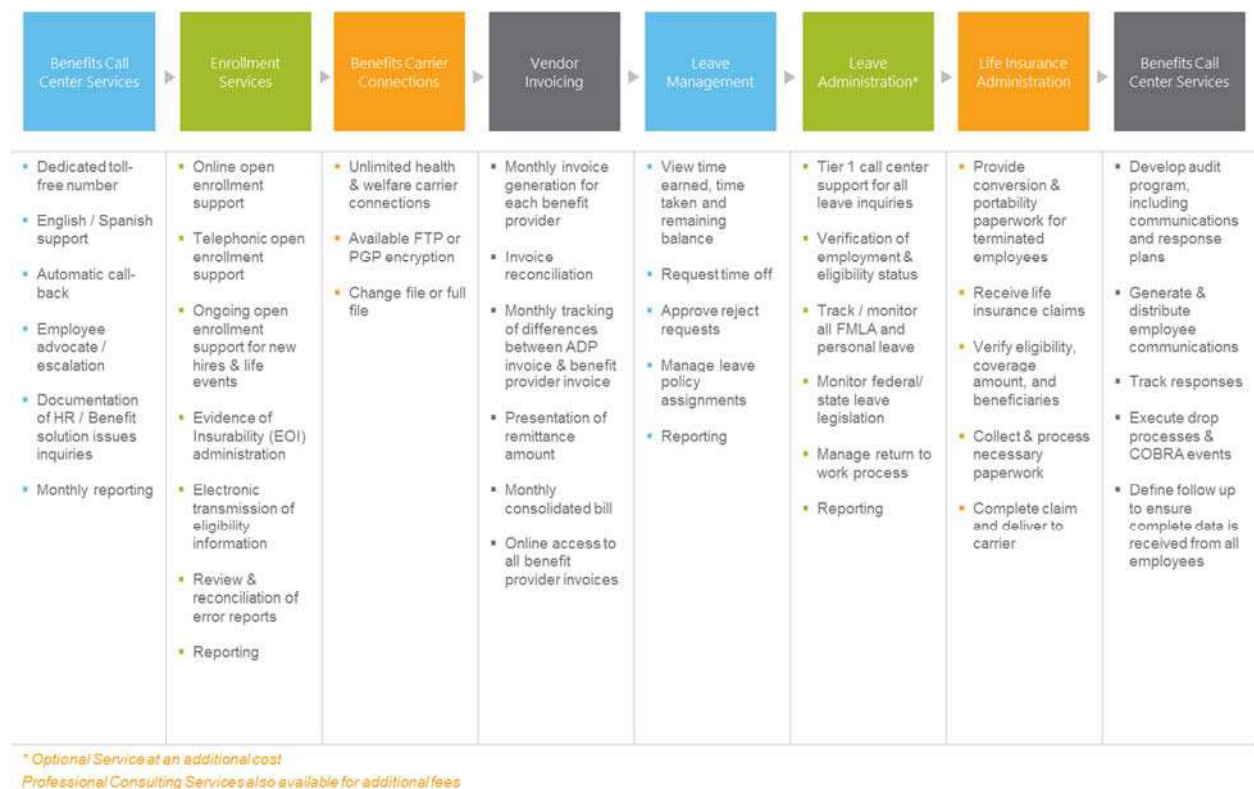 Benefits Call
Center Services
Enrollment
Services
Benefits Carrier
Connections
Vendor
Invoicing
Leave
Management
Leave
Administration*
Life Insurance
Administration
Benefits Call
Center Services
▪ Dedicated toll-
free number
▪ English / Spanish
support
▪ Automatic call-
back
▪ Employee
advocate /
escalation
▪ Documentation
of HR / Benefit
solution issues
inquiries
▪ Monthly reporting
▪ Online open
enrollment
support
▪ Telephonic open
enrollment
support
▪ Ongoing open
enrollment
support for new
hires & life
events
▪ Evidence of
Insurability (EOI)
administration
▪ Electronic
transmission of
eligibility
information
▪ Review &
reconciliation of
error reports
▪ Reporting
▪ Unlimited health
& welfare carrier
connections
▪ Available FTP or
PGP encryption
▪ Change file or full
file
▪ Monthly invoice
generation for
each benefit
provider
▪ Invoice
reconciliation
▪ Monthly tracking
of differences
between ADP
invoice & benefit
provider invoice
▪ Presentation of
remittance
amount
▪ Monthly
consolidated bill
▪ Online access to
all benefit
provider invoices
▪ View time
earned, time
taken and
remaining
balance
▪ Request time off
▪ Approve reject
requests
▪ Manage leave
policy
assignments
▪ Reporting
▪ Tier 1 call center
support for all
leave inquiries
▪ Verification of
employment &
eligibility status
▪ Track / monitor
all FMLA and
personal leave
▪ Monitor federal/
state leave
legislation
▪ Manage return to
work process
▪ Reporting
▪ Provide
conversion &
portability
paperwork for
terminated
employees
▪ Receive life
insurance claims
▪ Verify eligibility,
coverage
amount, and
beneficiaries
▪ Collect & process
necessary
paperwork
▪ Complete claim
and deliver to
carrier
▪ Develop audit
program,
including
communications
and response
plans
▪ Generate &
distribute
employee
communications
▪ Track responses
▪ Execute drop
processes &
COBRA events
▪ Define follow up
to ensure
complete data is
received from all
employees
* Optional Service at an additional cost
Professional Consulting Services also available for additional fees